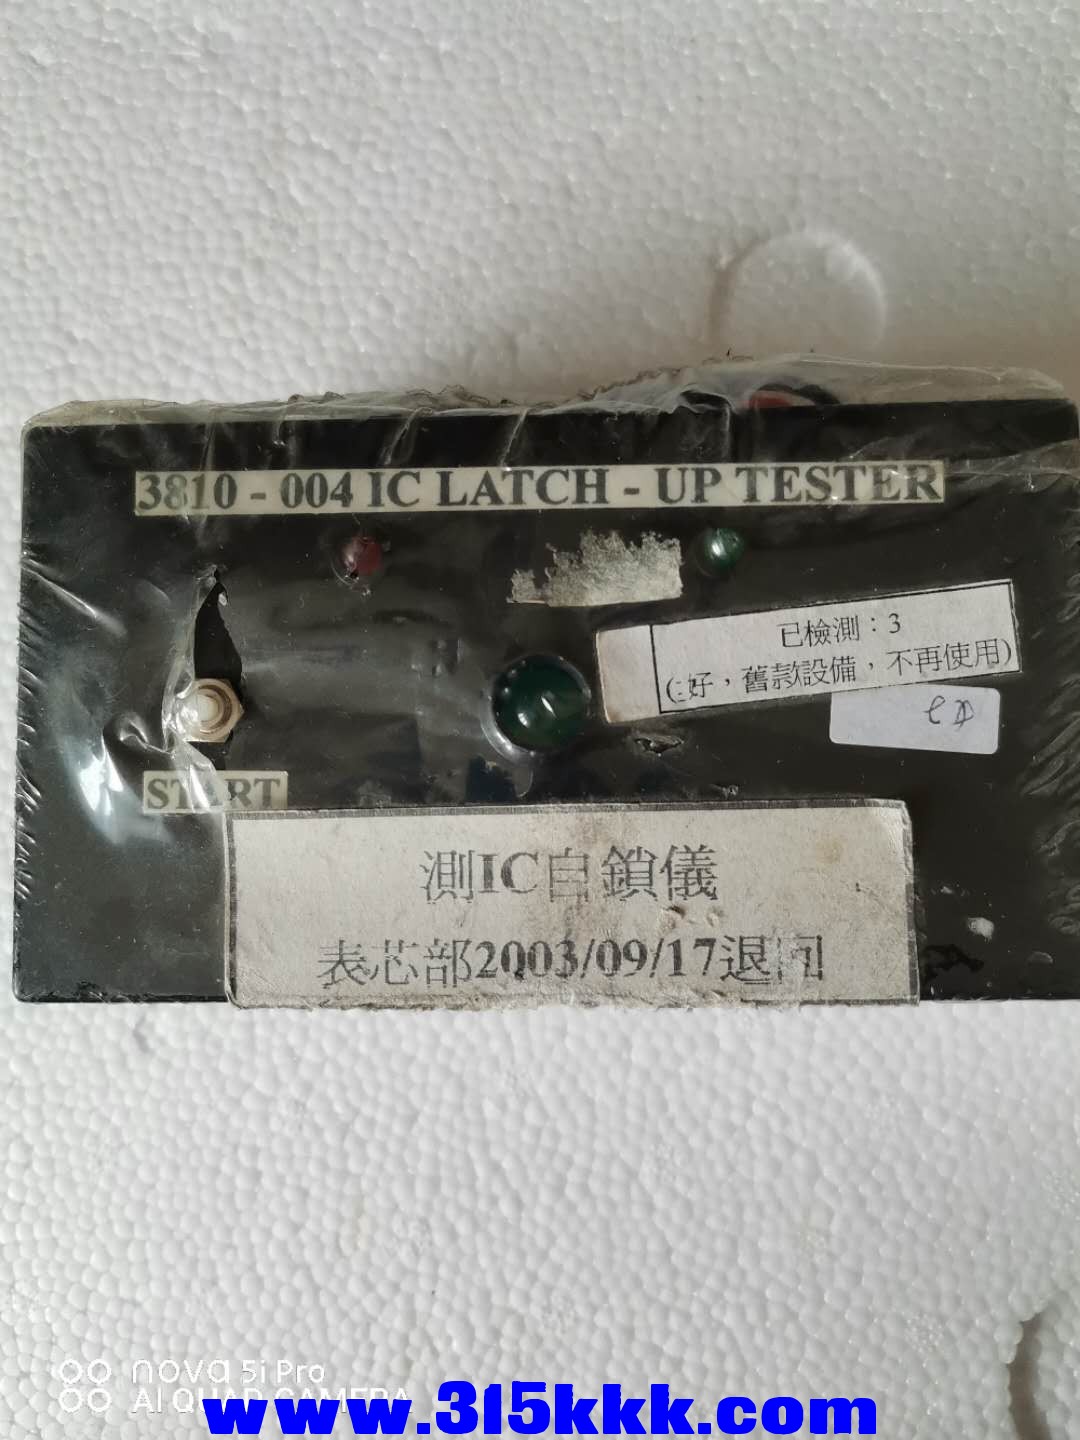 3810 - 004 IC LATCH - UP TESTER
已檢測：3
好，舊款設備，不再使用)
START
測IC自鎖儀
表芯部2003/09/17退回
nova 5i Pro
AI QUAD CAMERA
www.315kkk.com